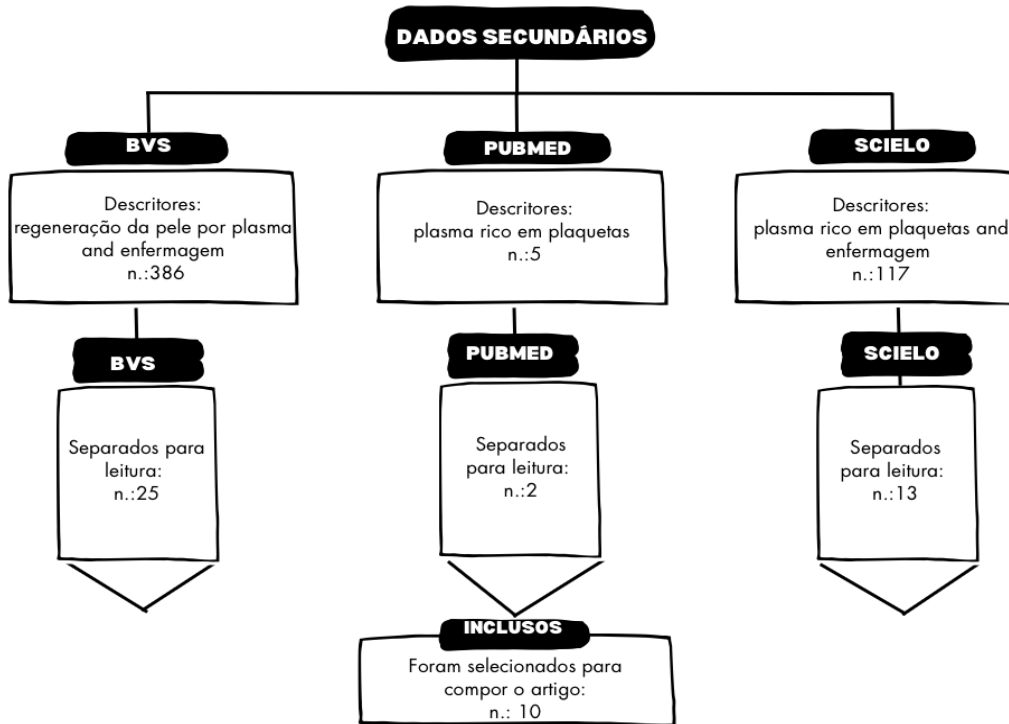 DADOS SECUNDÁRIOS
BVS
Descritores:
regeneração da pele por plasma
and enfermagem
n.:386
PUBMED
Descritores:
plasma rico em plaquetas
n.:5
SCIELO
Descritores:
plasma rico em plaquetas and
enfermagem
n.:117
BVS
Separados para
leitura:
n.:25
PUBMED
Separados
para leitura:
n.:2
SCIELO
Separados
para leitura:
n.:13
INCLUSOS
Foram selecionados para
compor o artigo:
n.: 10